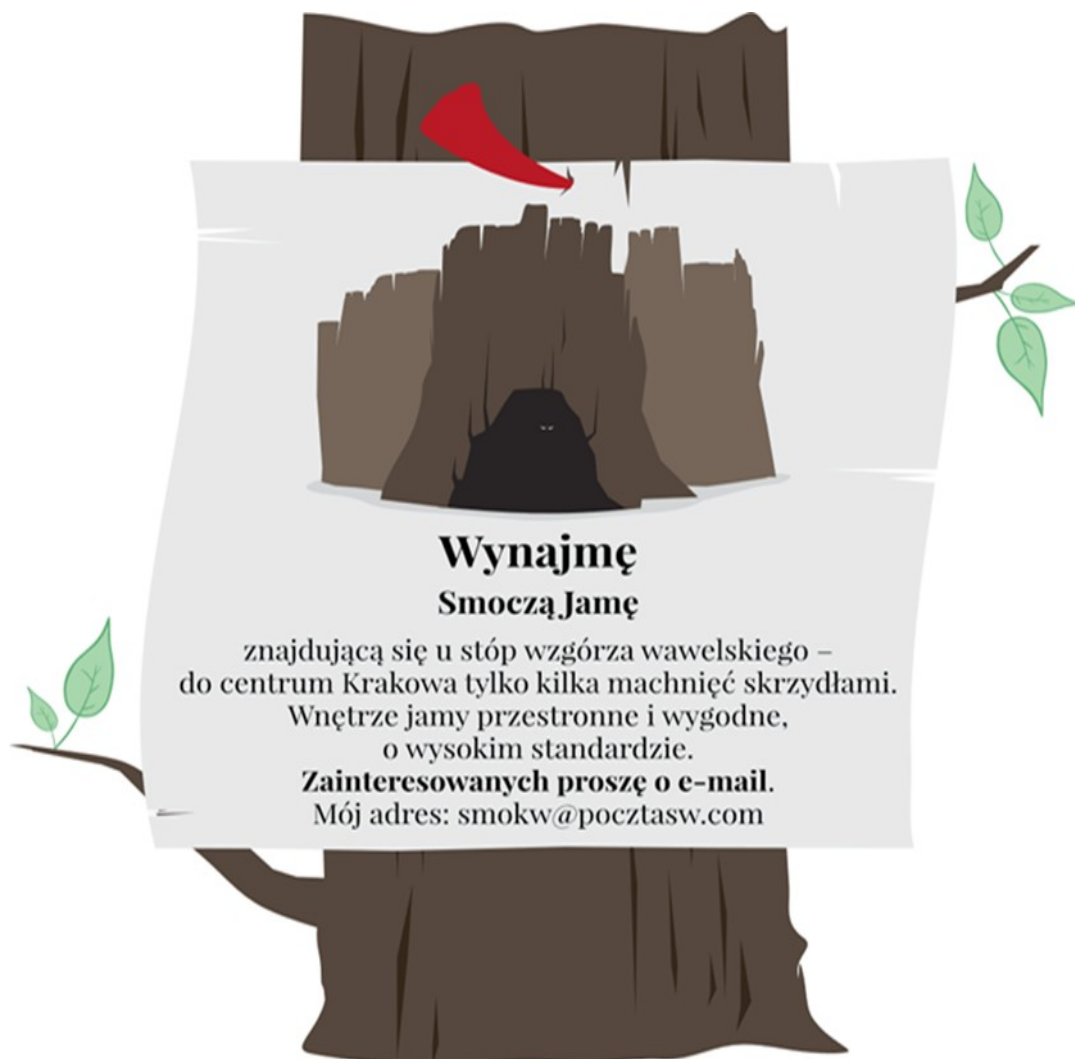 Wynajmę
Smoczą Jamę
znajdującą się u stóp wzgórza wawelskiego –
do centrum Krakowa tylko kilka machnięć skrzydłami.
Wnętrze jamy przestronne i wygodne,
o wysokim standardzie.
Zainteresowanych proszę o e-mail.
Mój adres: smokw@pocztasw.com